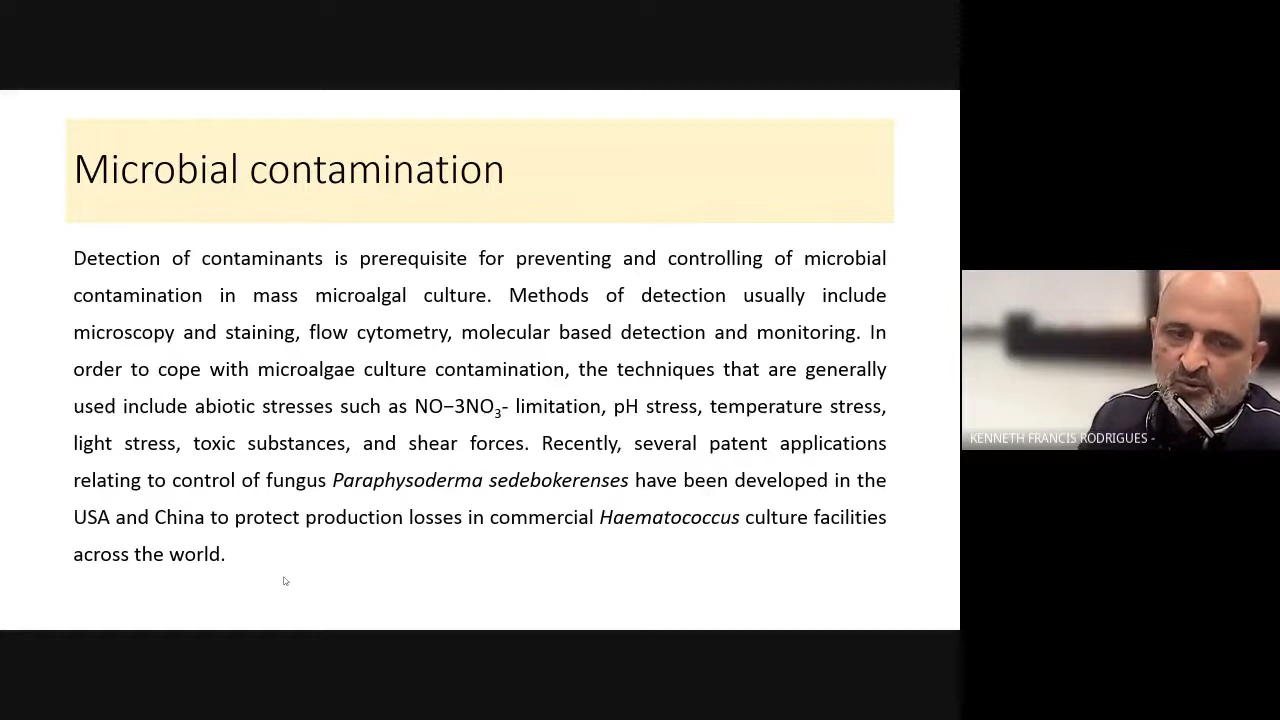 Microbial contamination
Detection of contaminants is prerequisite for preventing and controlling of microbial
contamination in mass microalgal culture. Methods of detection usually include
microscopy and staining, flow cytometry, molecular based detection and monitoring. In
order to cope with microalgae culture contamination, the techniques that are generally
used include abiotic stresses such as NO−3NO₃- limitation, pH stress, temperature stress,
light stress, toxic substances, and shear forces. Recently, several patent applications
relating to control of fungus Paraphysoderma sedebokerenses have been developed in the
USA and China to protect production losses in commercial Haematococcus culture facilities
across the world.
KENNETH FRANCIS RODRIGUES -